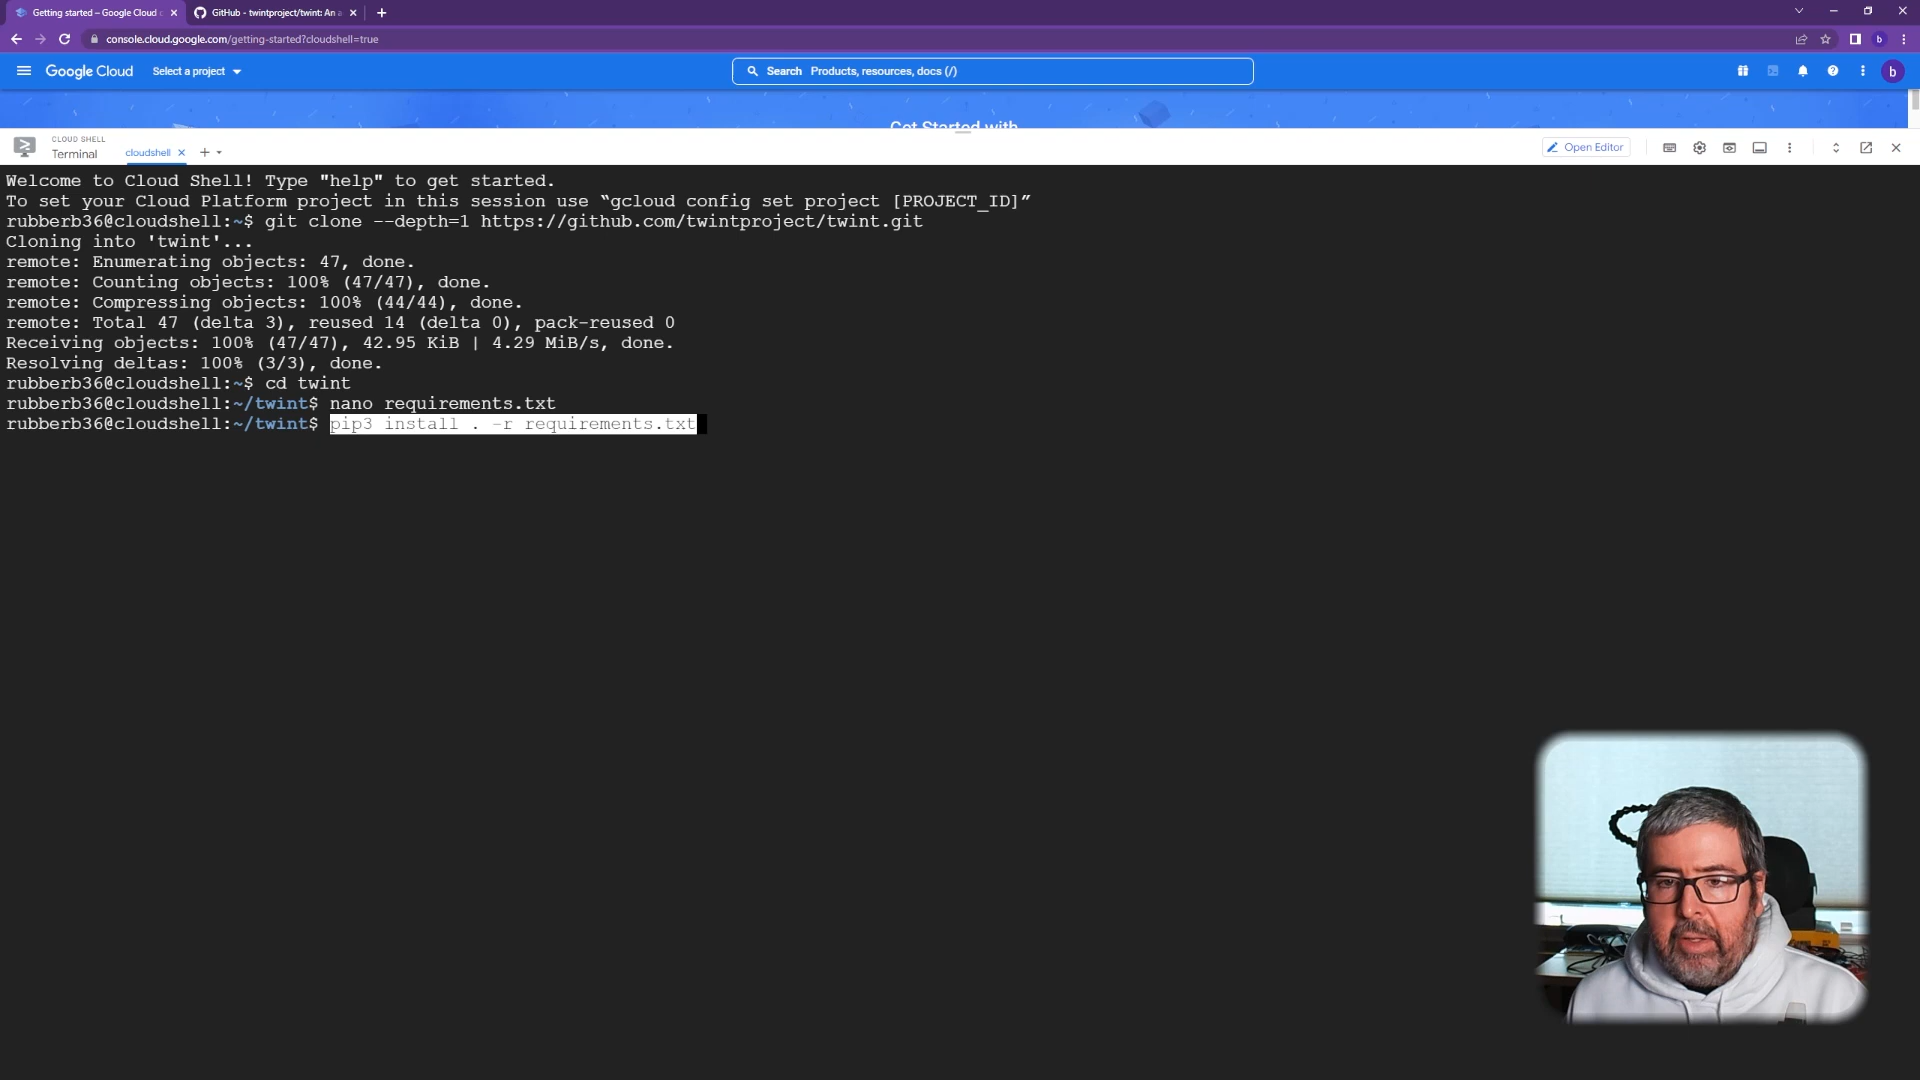 Getting started – Google Cloud
GitHub - twintproject/twint: An a
console.cloud.google.com/getting-started?cloudshell=true
b
Google Cloud
Select a project
Search Products, resources, docs (/)
b
Get Started with
CLOUD SHELL
Terminal
cloudshell
Open Editor
Welcome to Cloud Shell! Type "help" to get started.
To set your Cloud Platform project in this session use “gcloud config set project [PROJECT_ID]”
rubberb36@cloudshell:~$ git clone --depth=1 https://github.com/twintproject/twint.git
Cloning into 'twint'...
remote: Enumerating objects: 47, done.
remote: Counting objects: 100% (47/47), done.
remote: Compressing objects: 100% (44/44), done.
remote: Total 47 (delta 3), reused 14 (delta 0), pack-reused 0
Receiving objects: 100% (47/47), 42.95 KiB | 4.29 MiB/s, done.
Resolving deltas: 100% (3/3), done.
rubberb36@cloudshell:~$ cd twint
rubberb36@cloudshell:~/twint$ nano requirements.txt
rubberb36@cloudshell:~/twint$ pip3 install . -r requirements.txt